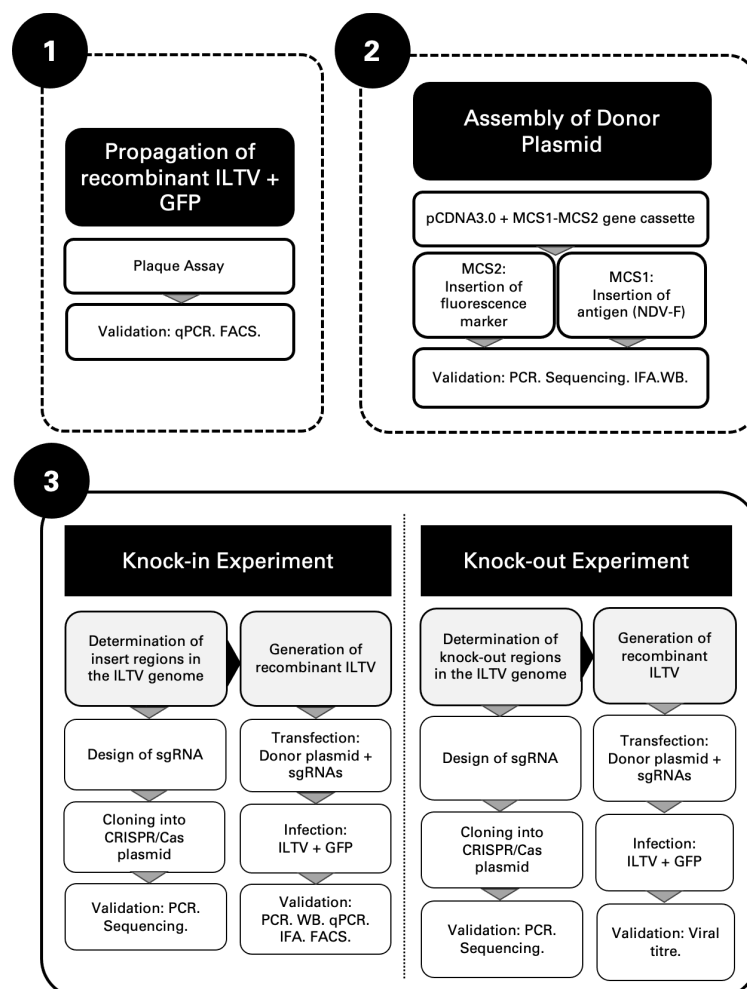 1
Propagation of
recombinant ILTV +
GFP
Plaque Assay
Validation: qPCR. FACS.
2
Assembly of Donor
Plasmid
pCDNA3.0 + MCS1-MCS2 gene cassette
MCS2:
Insertion of
fluorescence
marker
MCS1:
Insertion of
antigen (NDV-F)
Validation: PCR. Sequencing. IFA.WB.
3
Knock-in Experiment
Determination of
insert regions in
the ILTV genome
Design of sgRNA
Cloning into
CRISPR/Cas
plasmid
Validation: PCR.
Sequencing.
Generation of
recombinant ILTV
Transfection:
Donor plasmid +
sgRNAs
Infection:
ILTV + GFP
Validation:
PCR. WB. qPCR.
IFA. FACS.
Knock-out Experiment
Determination of
knock-out regions
in the ILTV genome
Design of sgRNA
Cloning into
CRISPR/Cas
plasmid
Validation: PCR.
Sequencing.
Generation of
recombinant
ILTV
Transfection:
Donor plasmid +
sgRNAs
Infection:
ILTV + GFP
Validation: Viral
titre.